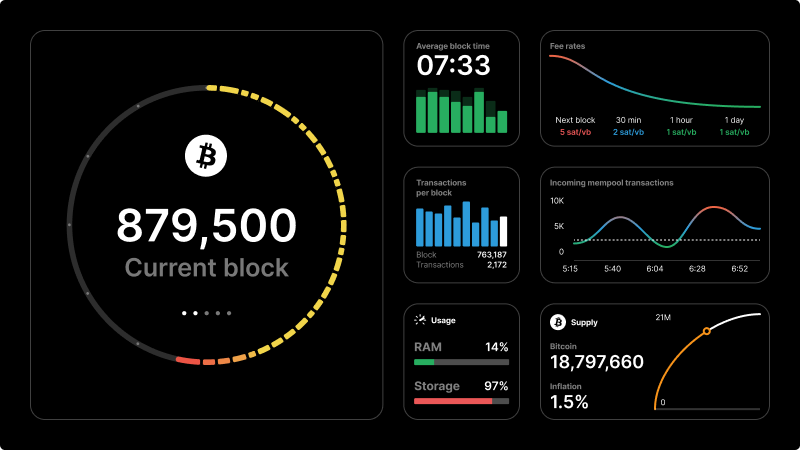 879,500
Current block
Average block time
07:33
Fee rates
Next block 30 min 1 hour 1 day
5 sat/vb 2 sat/vb 1 sat/vb 1 sat/vb
Transactions
per block
Block 763,187
Transactions 2,172
Incoming mempool transactions
10K
5K
0
5:15 5:40 6:04 6:28 6:52
Usage
RAM 14%
Storage 97%
Supply
Bitcoin
18,797,660
Inflation
1.5%
21M
0